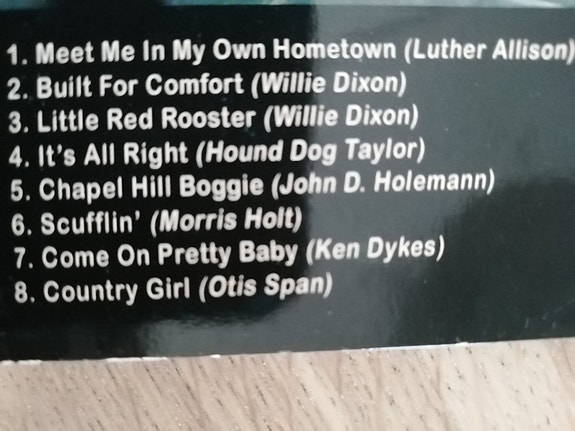 1. Meet Me In My Own Hometown (Luther Allison)
2. Built For Comfort (Willie Dixon)
3. Little Red Rooster (Willie Dixon)
4. It's All Right (Hound Dog Taylor)
5. Chapel Hill Boggie (John D. Holemann)
6. Scufflin' (Morris Holt)
7. Come On Pretty Baby (Ken Dykes)
8. Country Girl (Otis Span)